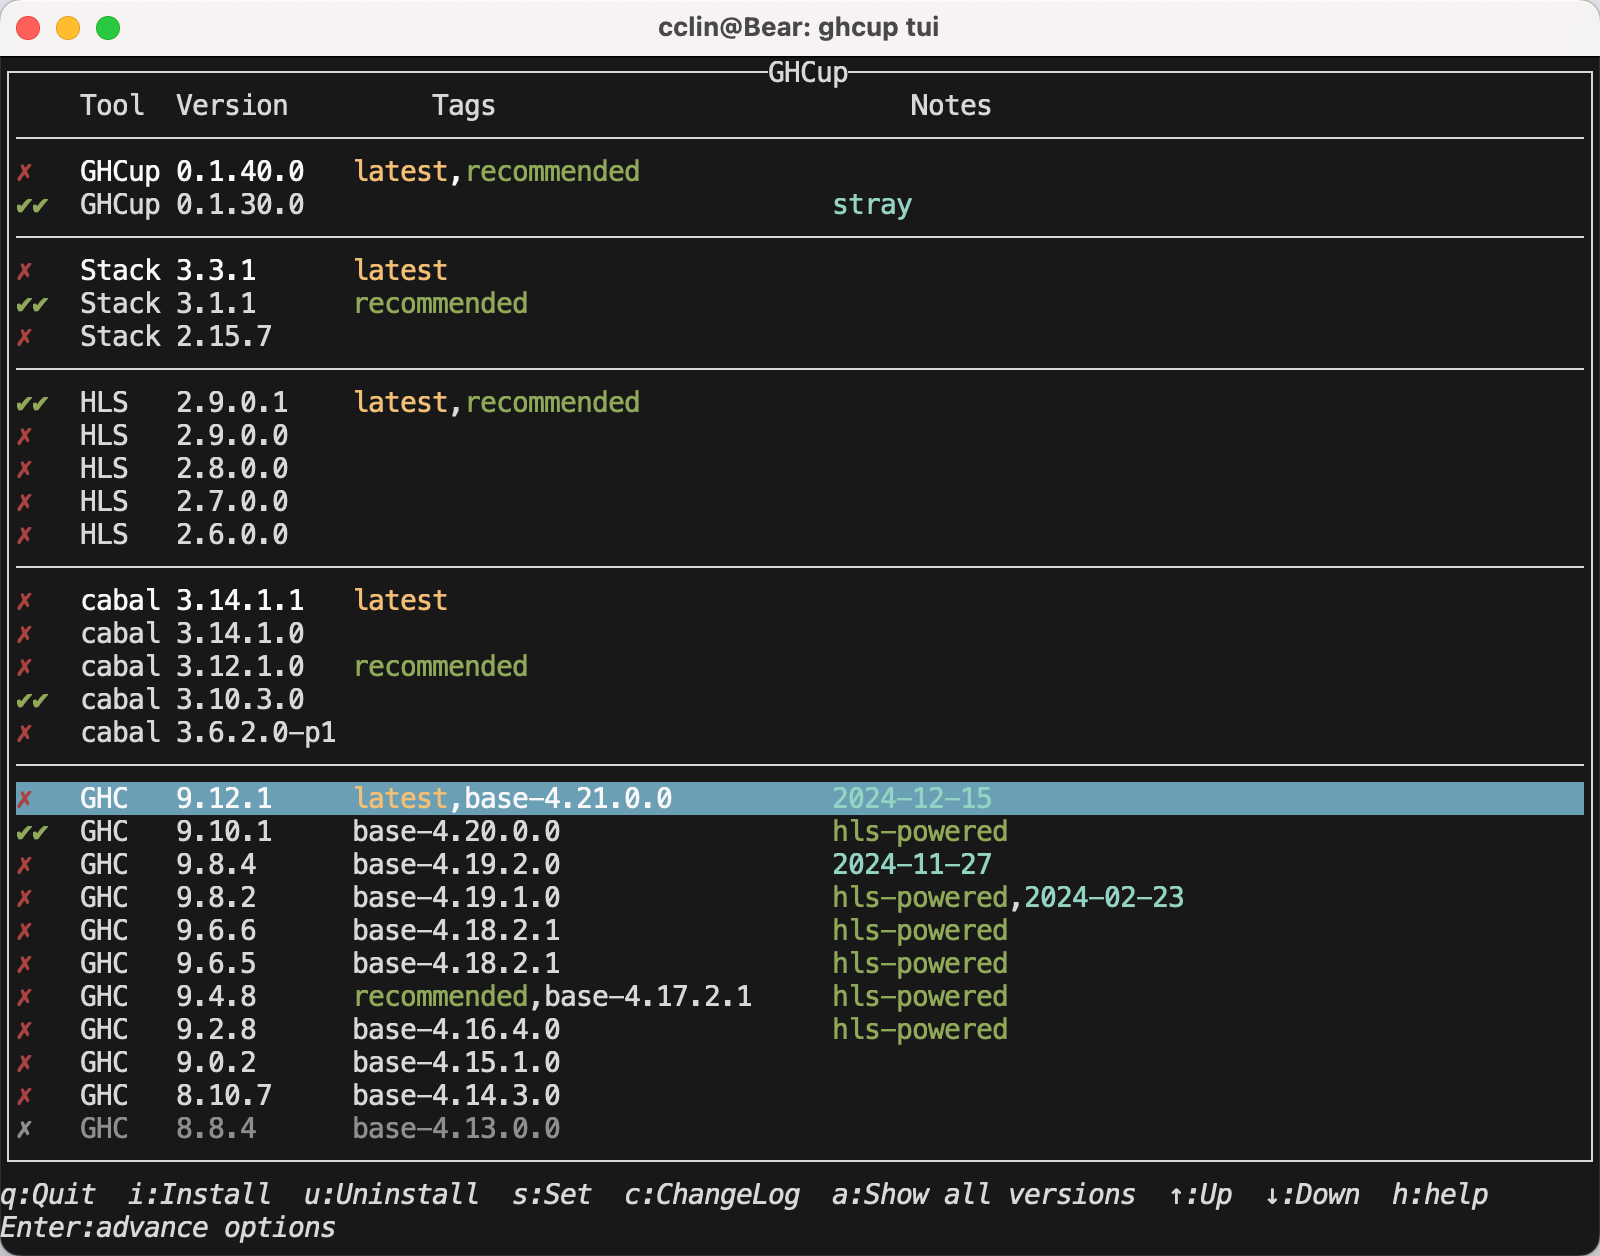 cclin@Bear: ghcup tui
GHCup
Tool Version Tags Notes
✗ GHCup 0.1.40.0 latest,recommended
✔✔ GHCup 0.1.30.0 stray
✗ Stack 3.3.1 latest
✔✔ Stack 3.1.1 recommended
✗ Stack 2.15.7
✔✔ HLS 2.9.0.1 latest,recommended
✗ HLS 2.9.0.0
✗ HLS 2.8.0.0
✗ HLS 2.7.0.0
✗ HLS 2.6.0.0
✗ cabal 3.14.1.1 latest
✗ cabal 3.14.1.0
✗ cabal 3.12.1.0 recommended
✔✔ cabal 3.10.3.0
✗ cabal 3.6.2.0-p1
✗ GHC 9.12.1 latest,base-4.21.0.0 2024-12-15
✔✔ GHC 9.10.1 base-4.20.0.0 hls-powered
✗ GHC 9.8.4 base-4.19.2.0 2024-11-27
✗ GHC 9.8.2 base-4.19.1.0 hls-powered,2024-02-23
✗ GHC 9.6.6 base-4.18.2.1 hls-powered
✗ GHC 9.6.5 base-4.18.2.1 hls-powered
✗ GHC 9.4.8 recommended,base-4.17.2.1 hls-powered
✗ GHC 9.2.8 base-4.16.4.0 hls-powered
✗ GHC 9.0.2 base-4.15.1.0
✗ GHC 8.10.7 base-4.14.3.0
✗ GHC 8.8.4 base-4.13.0.0
q:Quit i:Install u:Uninstall s:Set c:ChangeLog a:Show all versions ↑:Up ↓:Down h:help
Enter:advance options